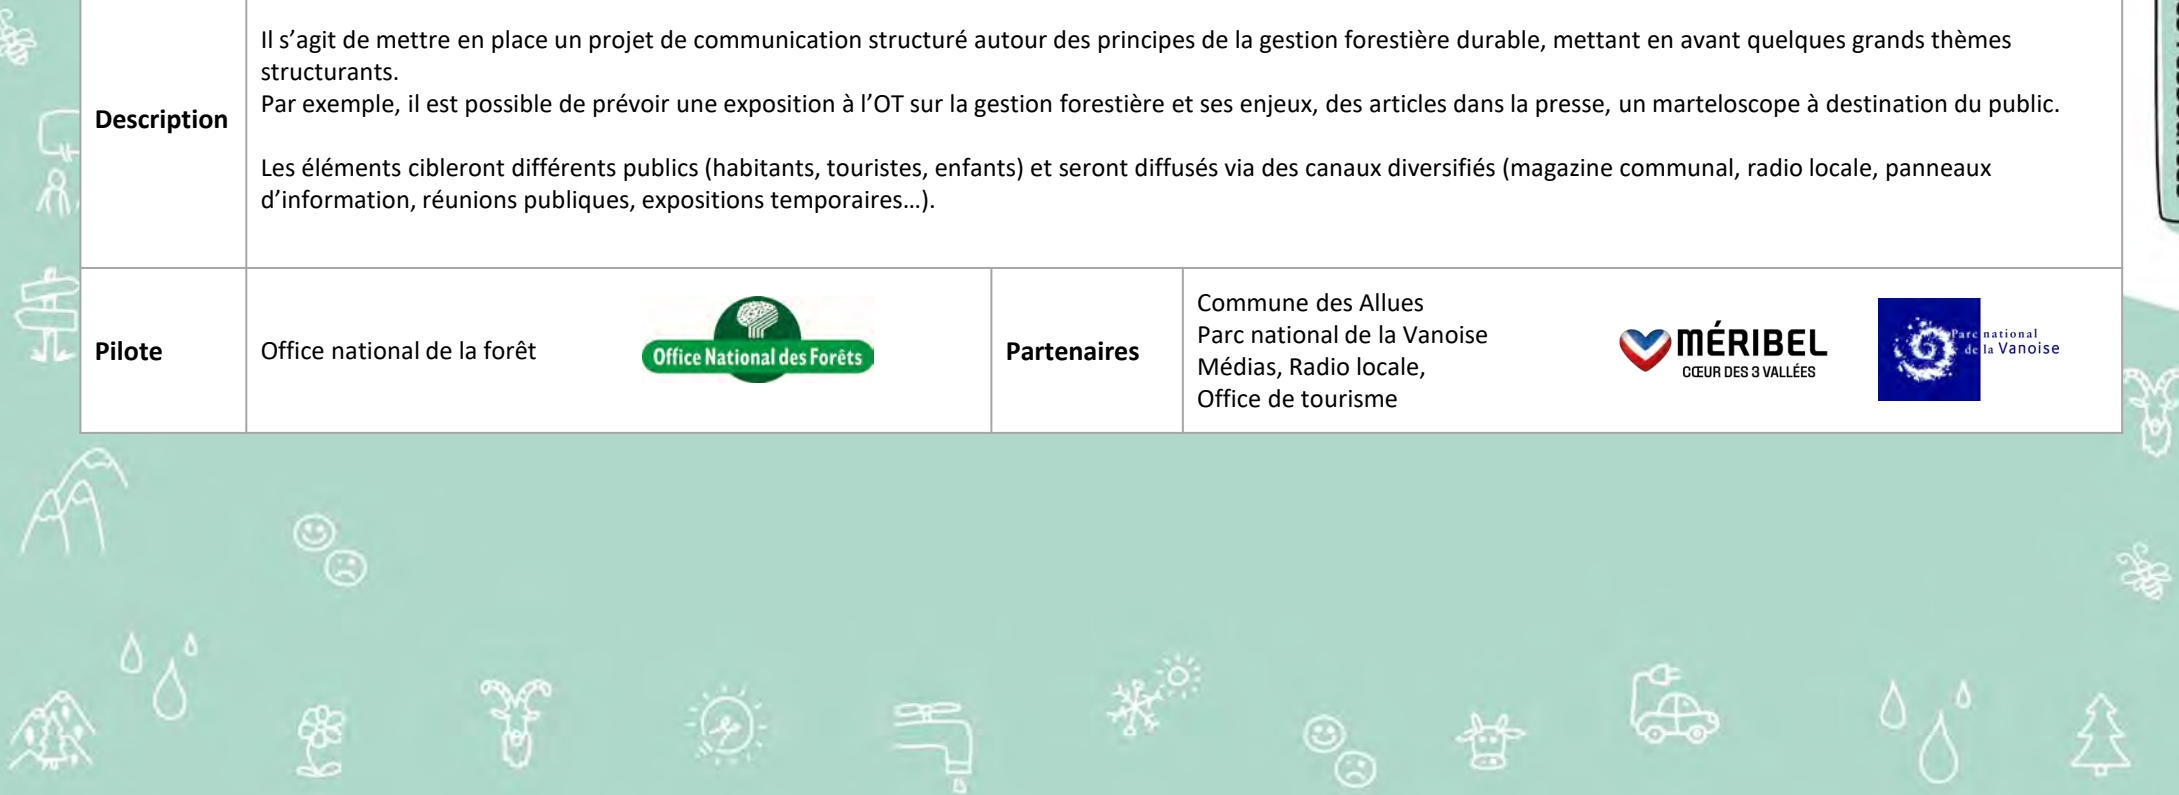 Description
Il s’agit de mettre en place un projet de communication structuré autour des principes de la gestion forestière durable, mettant en avant quelques grands thèmes
structurants.
Par exemple, il est possible de prévoir une exposition à l’OT sur la gestion forestière et ses enjeux, des articles dans la presse, un marteloscope à destination du public.
Les éléments cibleront différents publics (habitants, touristes, enfants) et seront diffusés via des canaux diversifiés (magazine communal, radio locale, panneaux
d’information, réunions publiques, expositions temporaires…).
Pilote
Office national de la forêt
Office National des Forêts
Partenaires
Commune des Allues
Parc national de la Vanoise
Médias, Radio locale,
Office de tourisme
MÉRIBEL
CŒUR DES 3 VALLÉES
Parc national
de la Vanoise